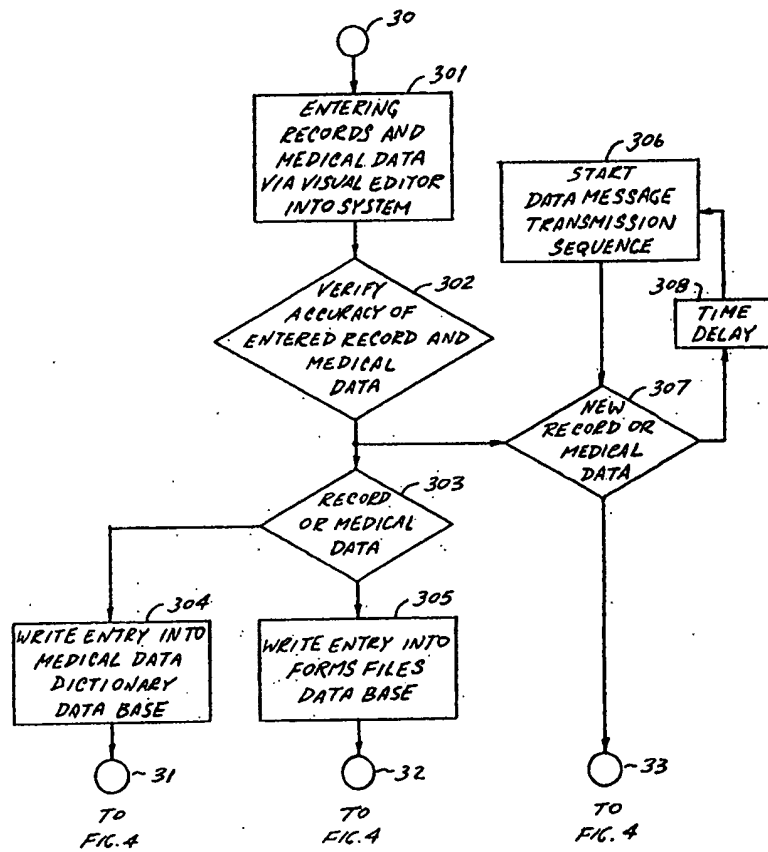 30
301
ENTERING
RECORDS AND
MEDICAL DATA
VIA VISUAL EDITOR
INTO SYSTEM
306
START
DATA MESSAGE
TRANSMISSION
SEQUENCE
302
VERIFY
ACCURACY OF
ENTERED RECORD AND
MEDICAL
DATA
308
TIME
DELAY
307
NEW
RECORD OR
MEDICAL
DATA
303
RECORD
OR MEDICAL
DATA
304
WRITE ENTRY INTO
MEDICAL DATA
DICTIONARY
DATA BASE
305
WRITE ENTRY INTO
FORMS FILES
DATA BASE
31
TO
FIG. 4
32
TO
FIG. 4
33
TO
FIG. 4